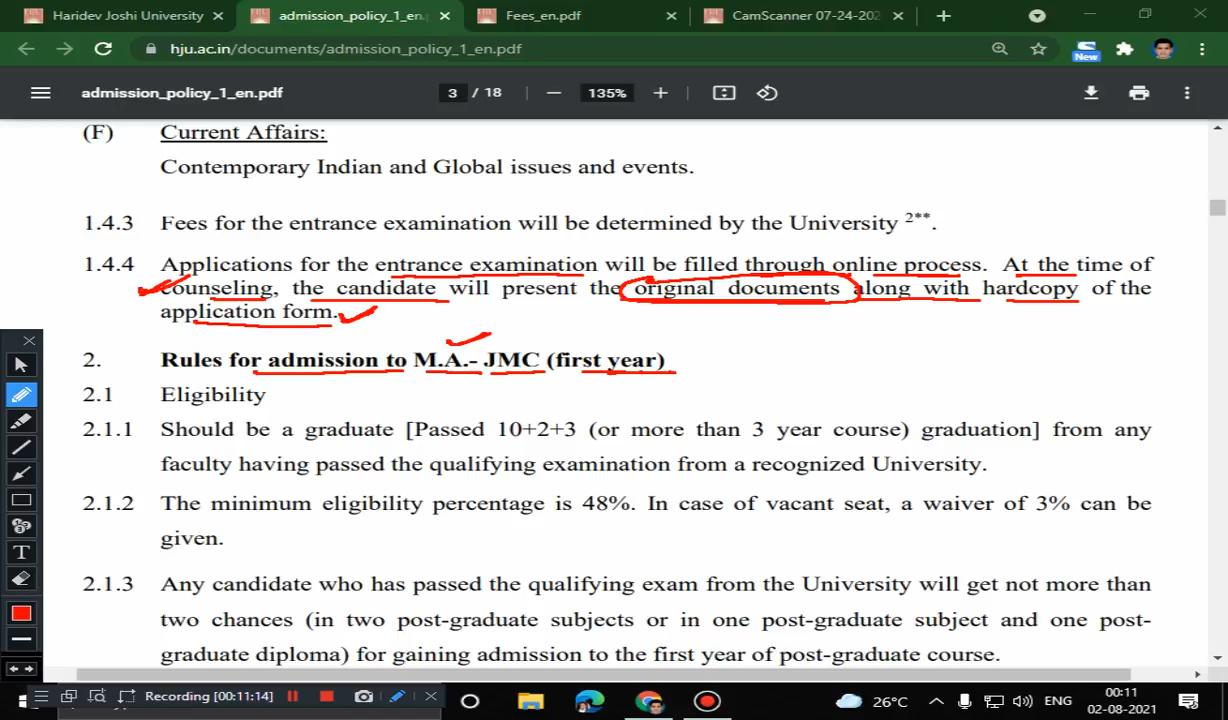 Haridev Joshi University
admission_policy_1_en.
Fees_en.pdf
CamScanner 07-24-202
hju.ac.in/documents/admission_policy_1_en.pdf
New
admission_policy_1_en.pdf
3 / 18
135%
(F) Current Affairs:
Contemporary Indian and Global issues and events.
1.4.3 Fees for the entrance examination will be determined by the University 2**.
1.4.4 Applications for the entrance examination will be filled through online process. At the time of
counseling, the candidate will present the original documents along with hardcopy of the
application form.
2. Rules for admission to M.A.- JMC (first year)
2.1 Eligibility
2.1.1 Should be a graduate [Passed 10+2+3 (or more than 3 year course) graduation] from any
faculty having passed the qualifying examination from a recognized University.
2.1.2 The minimum eligibility percentage is 48%. In case of vacant seat, a waiver of 3% can be
given.
2.1.3 Any candidate who has passed the qualifying exam from the University will get not more than
two chances (in two post-graduate subjects or in one post-graduate subject and one post-
graduate diploma) for gaining admission to the first year of post-graduate course.
T
Recording [00:11:14]
26°C
ENG
00:11
02-08-2021